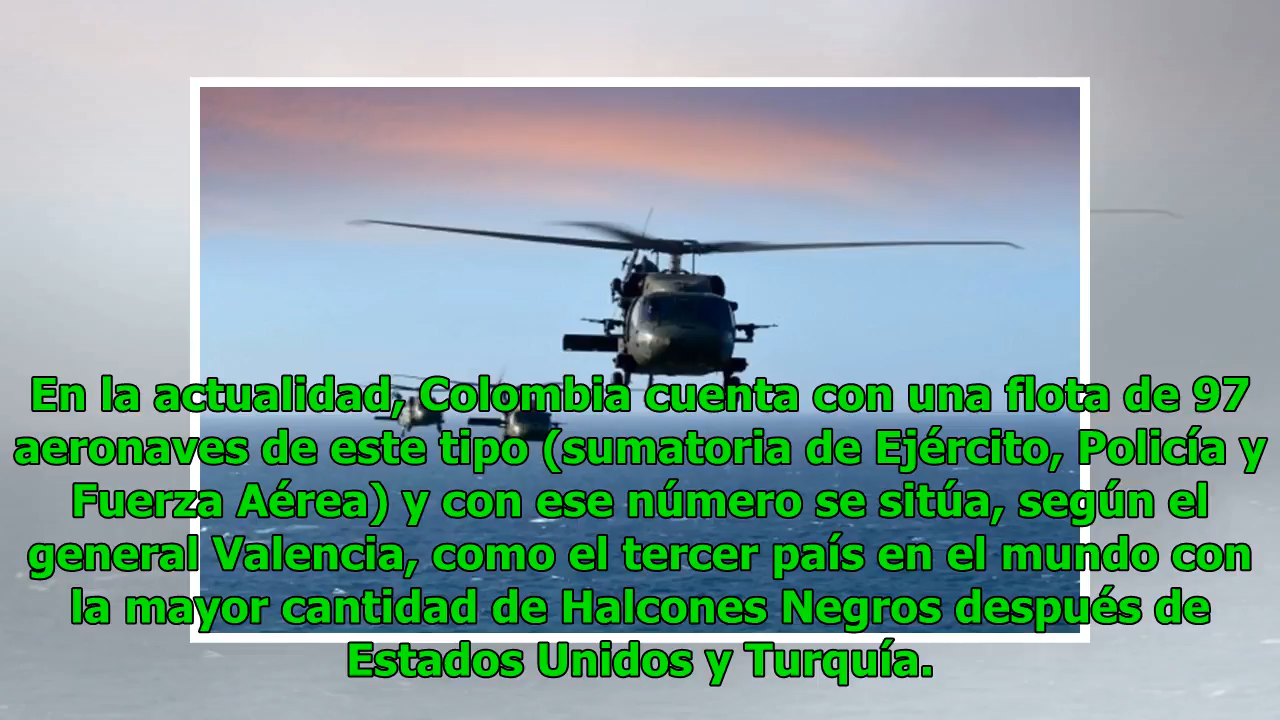 En la actualidad, Colombia cuenta con una flota de 97
aeronaves de este tipo (sumatoria de Ejército, Policía y
Fuerza Aérea) y con ese número se sitúa, según el
general Valencia, como el tercer país en el mundo con
la mayor cantidad de Halcones Negros después de
Estados Unidos y Turquía.